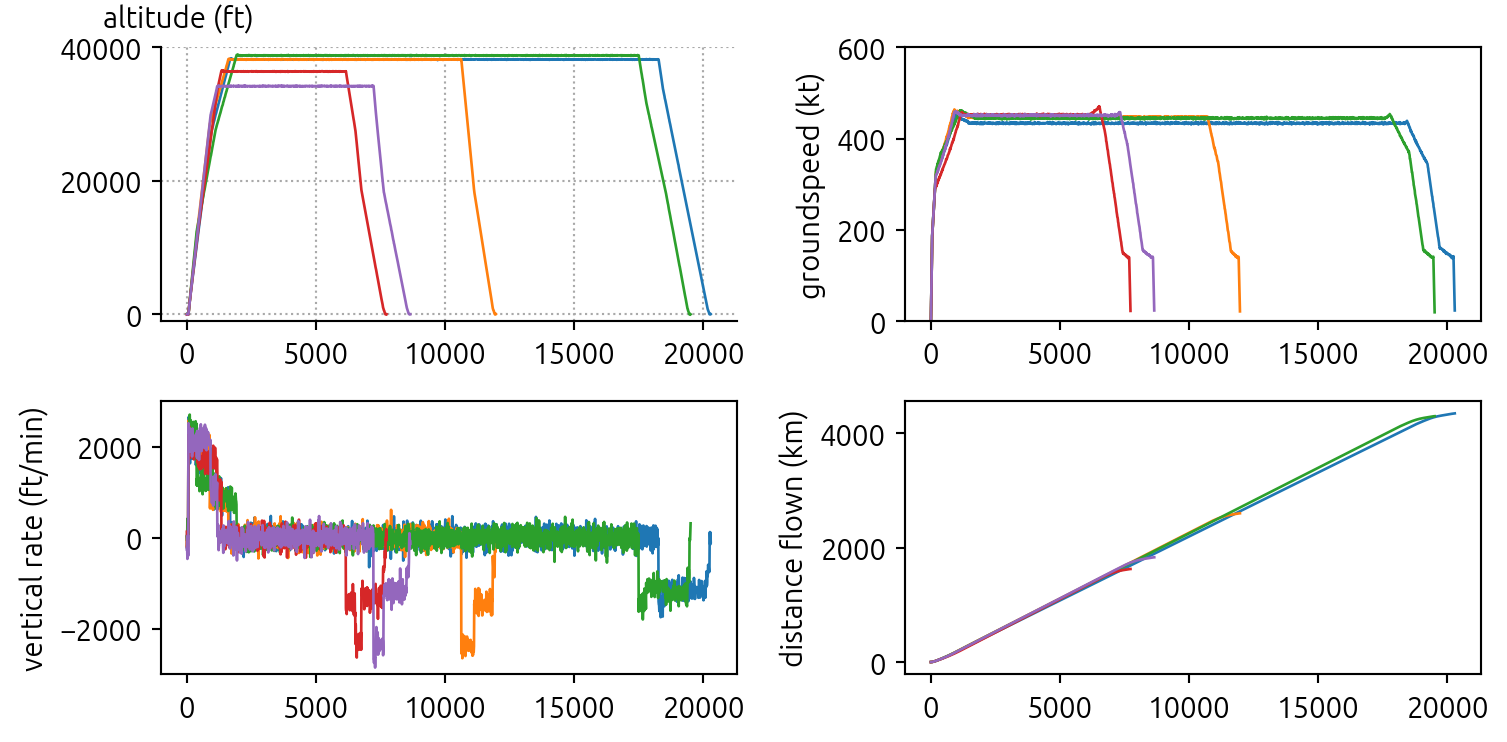 altitude (ft)
40000
20000
0
0 5000 10000 15000 20000
groundspeed (kt)
600
400
200
0
0 5000 10000 15000 20000
vertical rate (ft/min)
2000
0
−2000
0 5000 10000 15000 20000
distance flown (km)
4000
2000
0
0 5000 10000 15000 20000